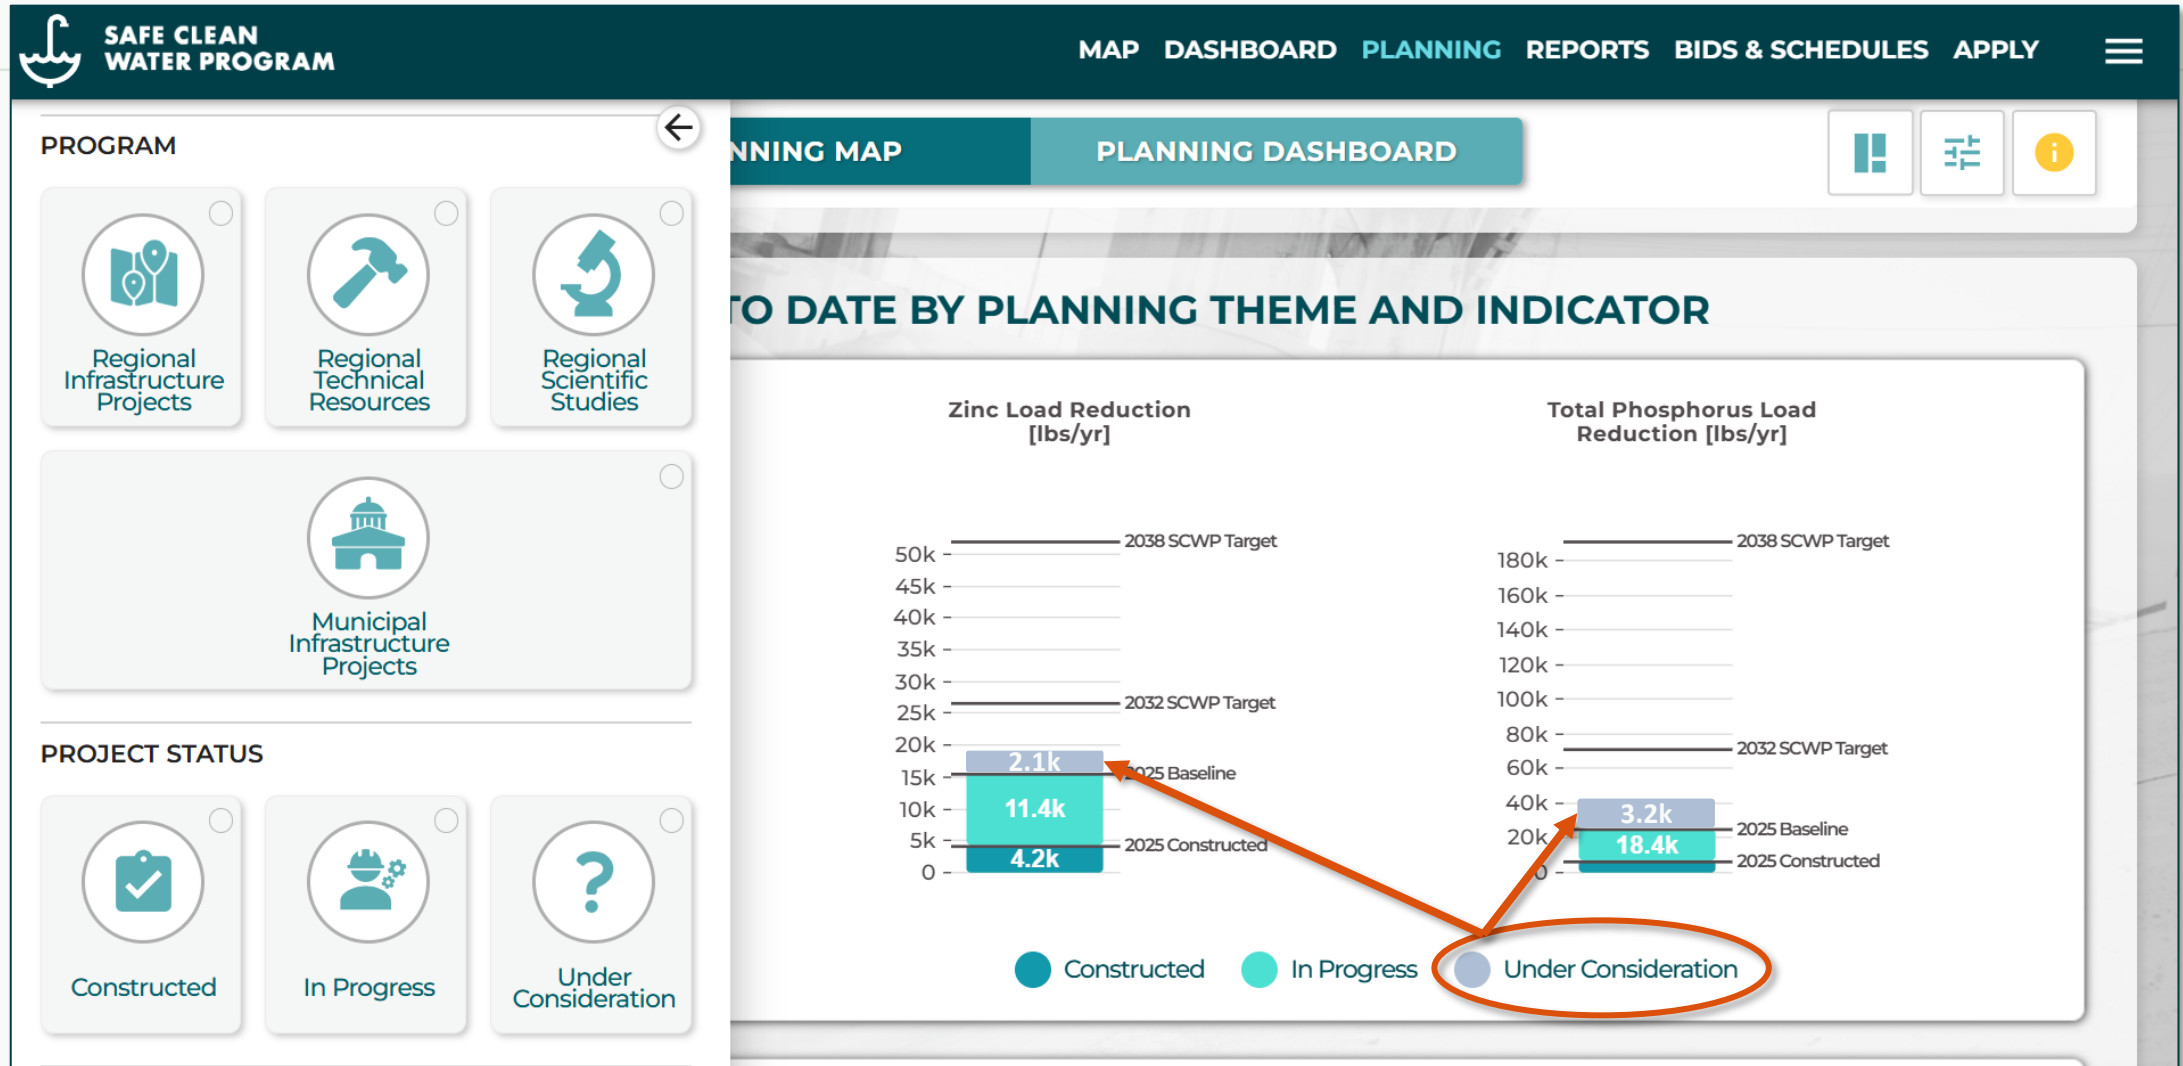 SAFE CLEAN
WATER PROGRAM
MAP DASHBOARD PLANNING REPORTS BIDS & SCHEDULES APPLY
PROGRAM
Regional
Infrastructure
Projects
Regional
Technical
Resources
Regional
Scientific
Studies
Municipal
Infrastructure
Projects
PROJECT STATUS
Constructed
In Progress
Under
Consideration
NNING MAP
PLANNING DASHBOARD
i
TO DATE BY PLANNING THEME AND INDICATOR
Zinc Load Reduction
[lbs/yr]
50k
45k
40k
35k
30k
25k
20k
15k
10k
5k
0
2038 SCWP Target
2032 SCWP Target
2025 Baseline
2025 Constructed
2.1k
11.4k
4.2k
Total Phosphorus Load
Reduction [lbs/yr]
180k
160k
140k
120k
100k
80k
60k
40k
20k
0
2038 SCWP Target
2032 SCWP Target
2025 Baseline
2025 Constructed
3.2k
18.4k
Constructed
In Progress
Under Consideration